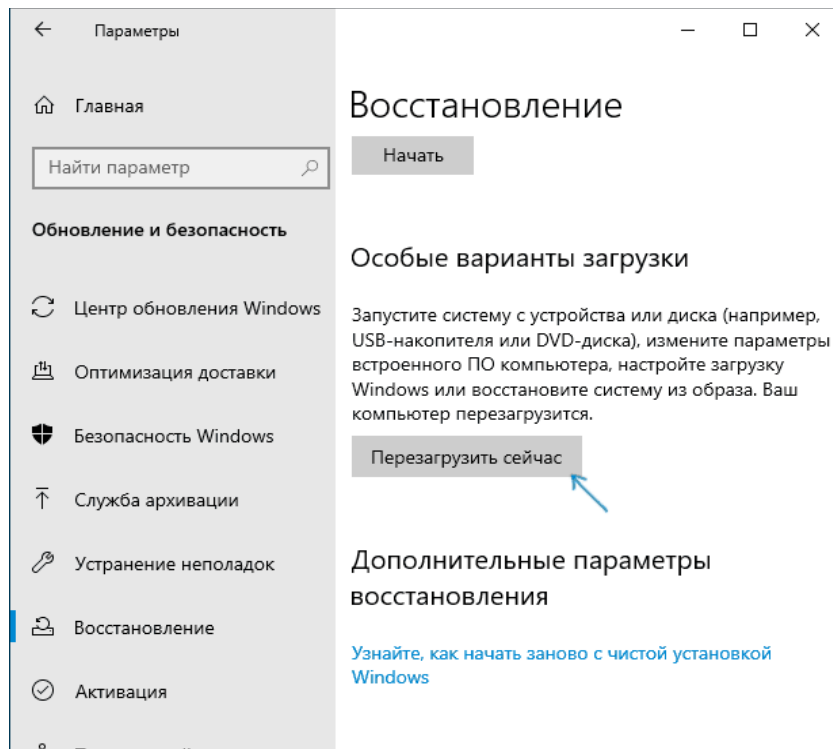 Параметры
Главная
Найти параметр
Обновление и безопасность
Центр обновления Windows
Оптимизация доставки
Безопасность Windows
Служба архивации
Устранение неполадок
Восстановление
Активация
Восстановление
Начать
Особые варианты загрузки
Запустите систему с устройства или диска (например,
USB-накопителя или DVD-диска), измените параметры
встроенного ПО компьютера, настройте загрузку
Windows или восстановите систему из образа. Ваш
компьютер перезагрузится.
Перезагрузить сейчас
Дополнительные параметры
восстановления
Узнайте, как начать заново с чистой установкой
Windows